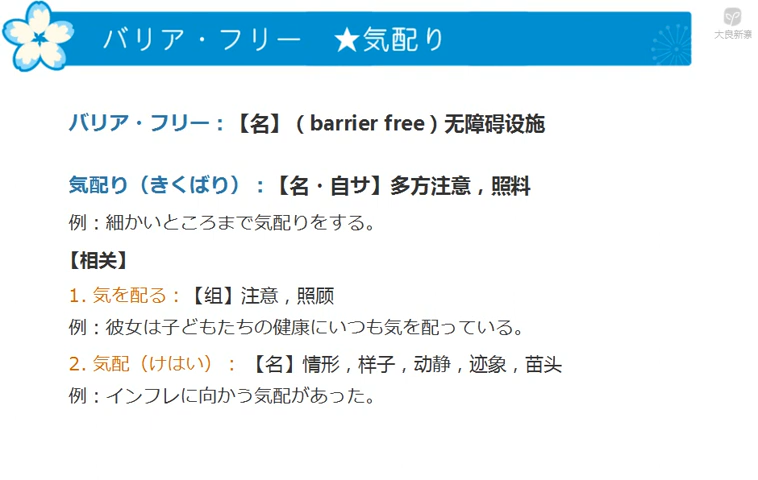 バリア・フリー ★気配り
大良新潮
バリア・フリー：【名】（barrier free）无障碍设施
気配り（きくばり）：【名・自サ】多方注意，照料
例：細かいところまで気配りをする。
【相关】
1. 気を配る：【组】注意，照顾
例：彼女は子どもたちの健康にいつも気を配っている。
2. 気配（けはい）：【名】情形，样子，动静，迹象，苗头
例：インフレに向かう気配があった。